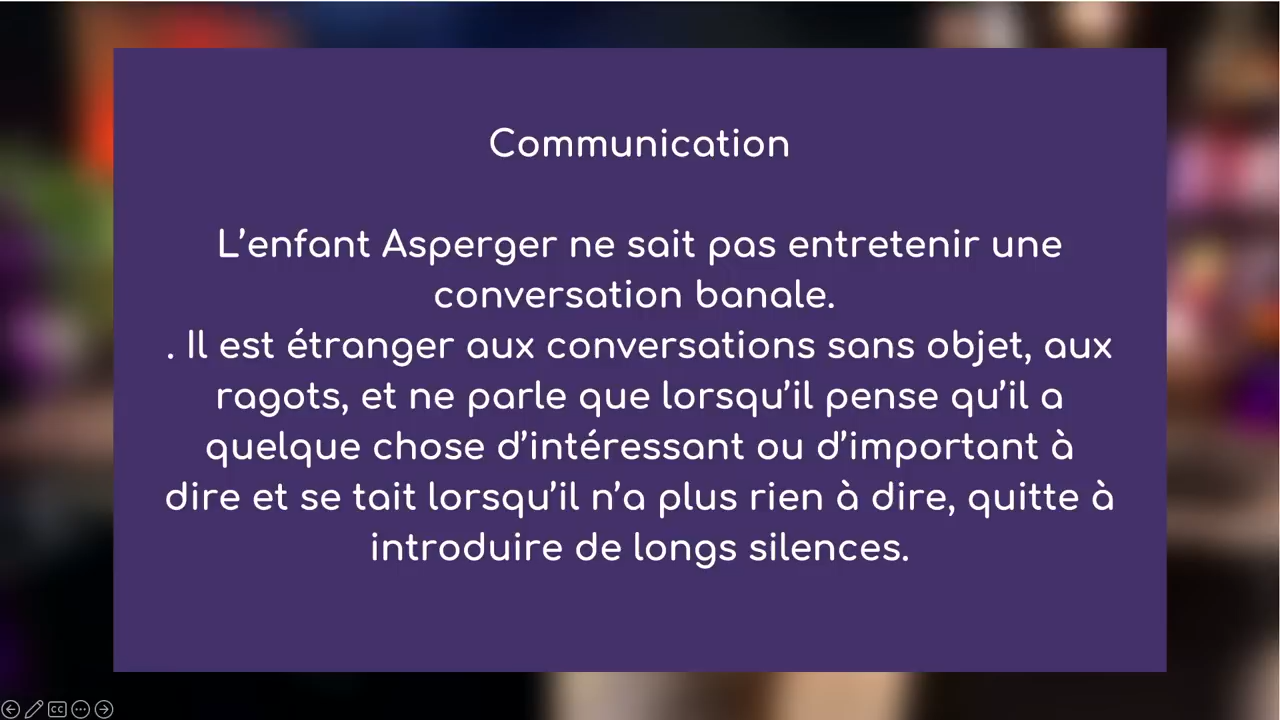 Communication
L’enfant Asperger ne sait pas entretenir une
conversation banale.
. Il est étranger aux conversations sans objet, aux
ragots, et ne parle que lorsqu’il pense qu’il a
quelque chose d’intéressant ou d’important à
dire et se tait lorsqu’il n’a plus rien à dire, quitte à
introduire de longs silences.
CC